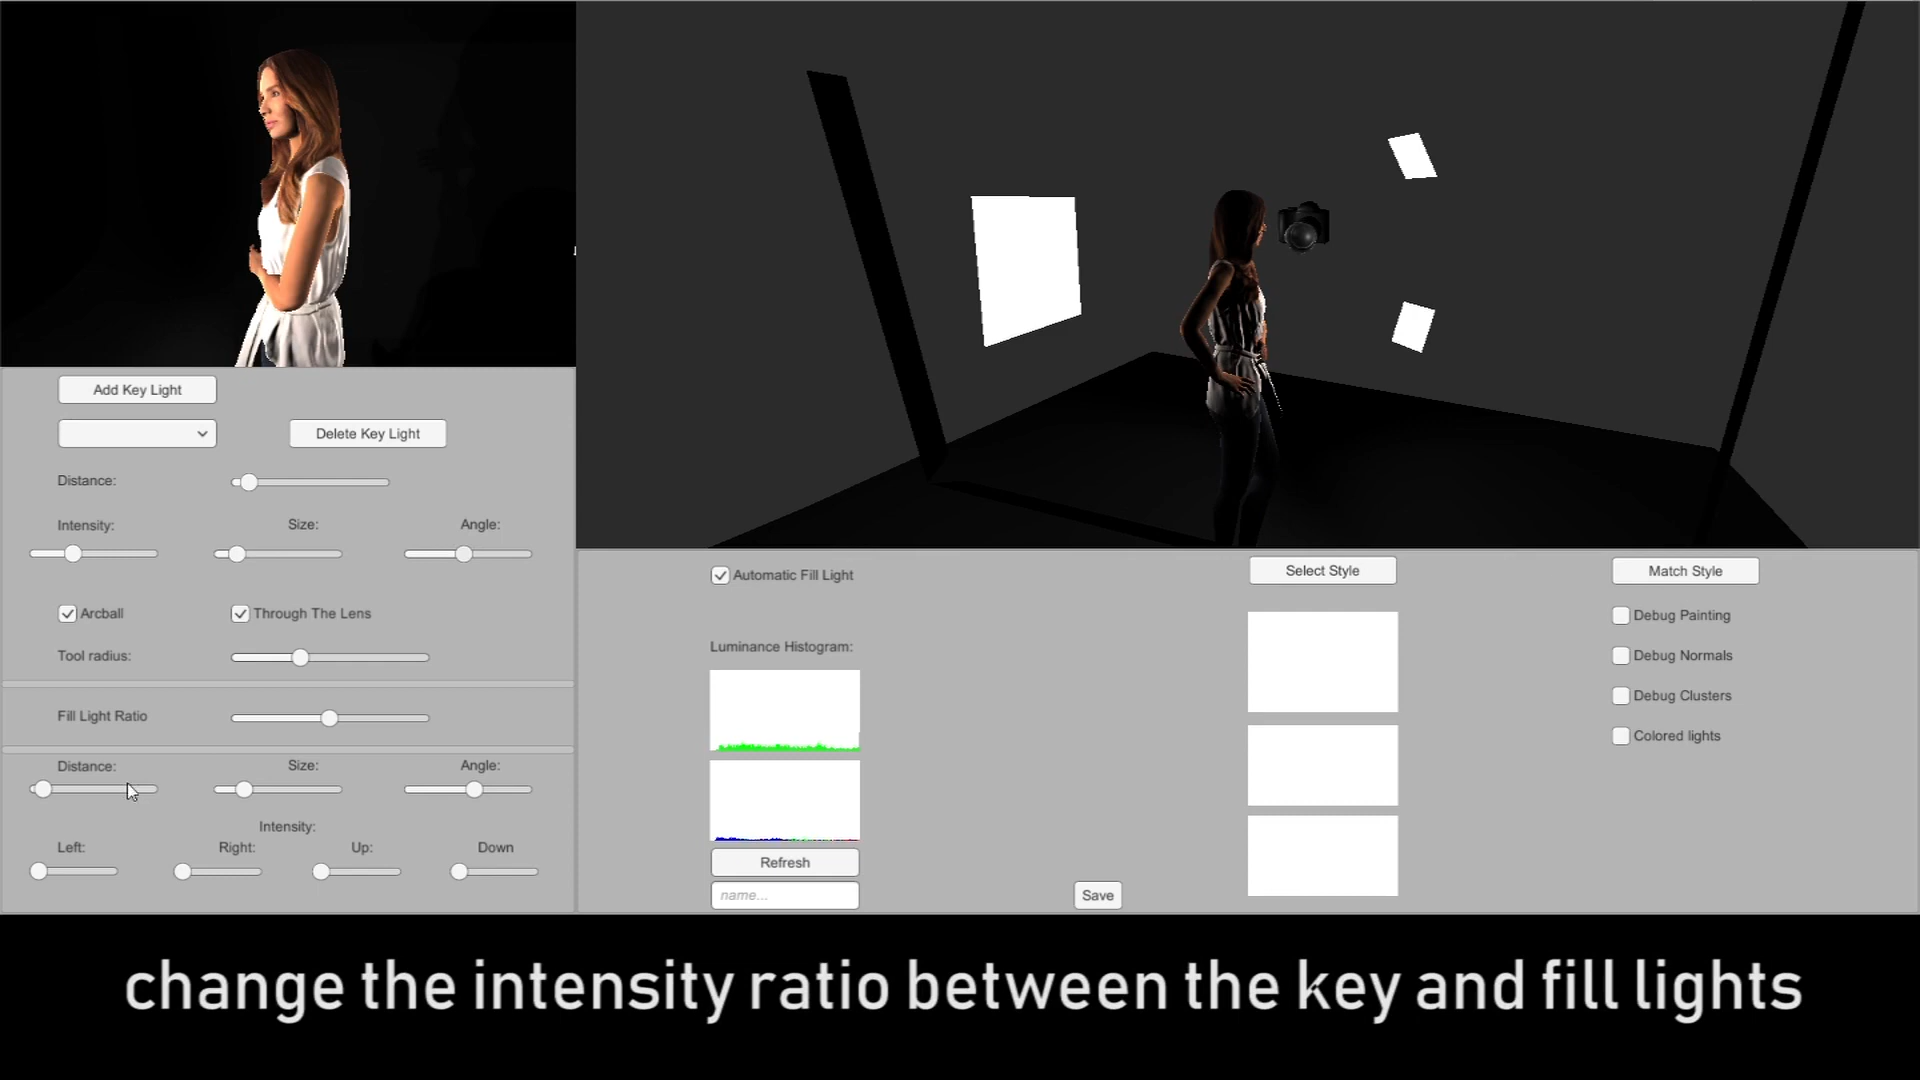 Add Key Light
Delete Key Light
Distance:
Intensity: Size: Angle:
Arcball Through The Lens
Tool radius:
Fill Light Ratio
Distance: Size: Angle:
Intensity:
Left: Right: Up: Down
Automatic Fill Light
Luminance Histogram:
Refresh
name...
Save
Select Style
Match Style
Debug Painting
Debug Normals
Debug Clusters
Colored lights
change the intensity ratio between the key and fill lights